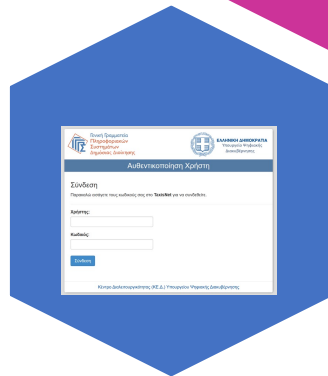 Γενική Γραμματεία
Πληροφοριακών
Συστημάτων
Δημόσιας Διοίκησης
ΕΛΛΗΝΙΚΗ ΔΗΜΟΚΡΑΤΙΑ
Υπουργείο Ψηφιακής
Διακυβέρνησης
Αυθεντικοποίηση Χρήστη
Σύνδεση
Παρακαλώ εισάγετε τους κωδικούς σας στο TaxisNet για να συνδεθείτε.
Χρήστης:
Κωδικός:
Σύνδεση
Κέντρο Διαλειτουργικότητας (ΚΕ.Δ.) Υπουργείου Ψηφιακής Διακυβέρνησης